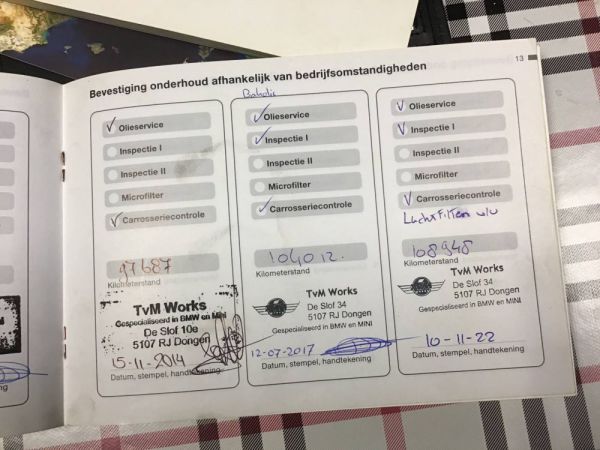 Bevestiging onderhoud afhankelijk van bedrijfsomstandigheden
13
Olieservice
Inspectie I
Inspectie II
Microfilter
Carrosseriecontrole
97687
Kilometerstand
TvM Works
Gespecialiseerd in BMW en MINI
De Slof 10e
5107 RJ Dongen
15-11-2014
Datum, stempel, handtekening
Olieservice
Inspectie I
Inspectie II
Microfilter
Carrosseriecontrole
104012.
Kilometerstand
TvM Works
De Slof 34
5107 RJ Dongen
Gespecialiseerd in BMW en MINI
12-07-2017
Datum, stempel, handtekening
Olieservice
Inspectie I
Inspectie II
Microfilter
Carrosseriecontrole
Luchtfilter
108948
Kilometerstand
TvM Works
De Slof 34
5107 RJ Dongen
Gespecialiseerd in BMW en MINI
10-11-22
Datum, stempel, handtekening